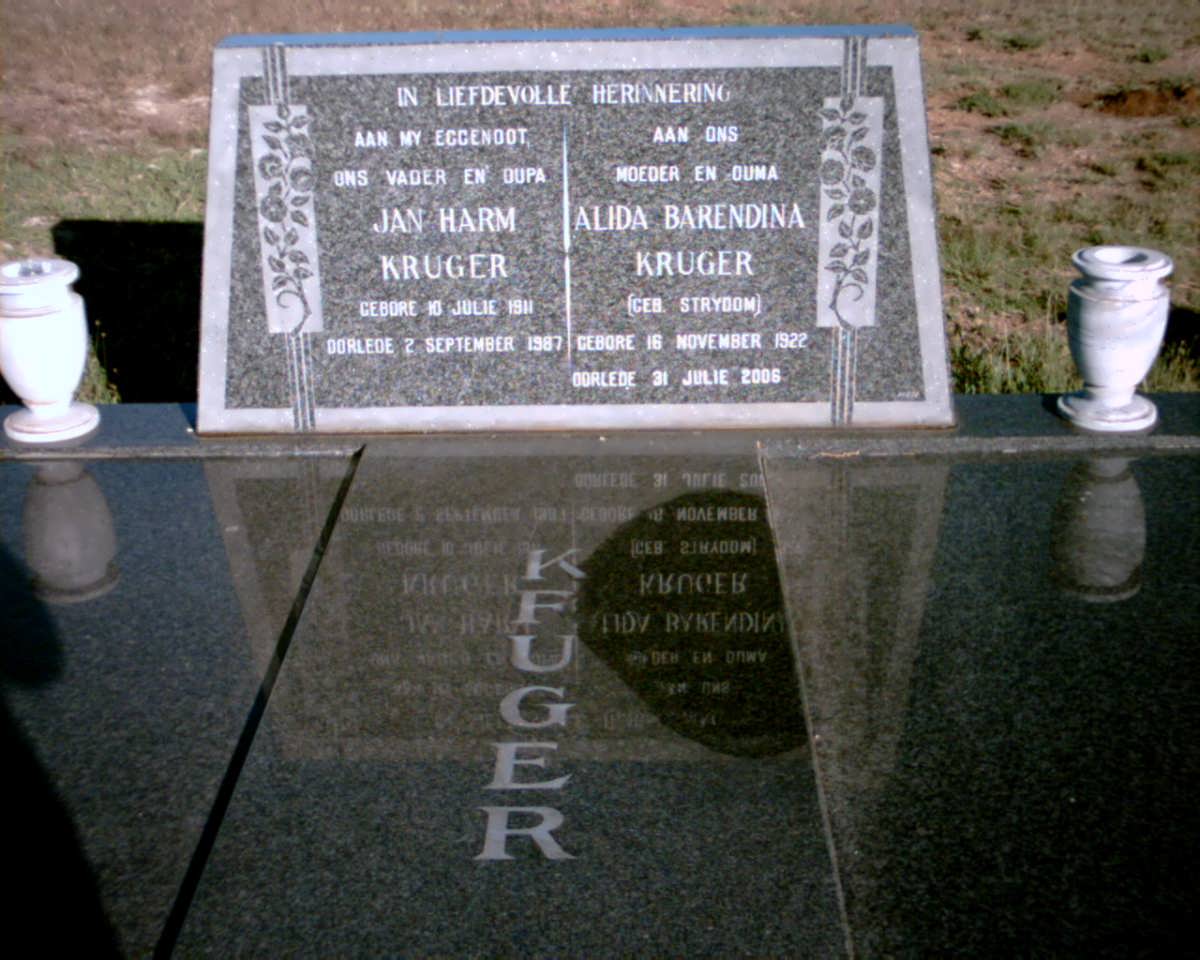 IN LIEFDEVOLLE HERINNERING
AAN MY EGGENOOT,
ONS VADER EN OUPA
JAN HARM
KRUGER
GEBORE 10 JULIE 1911
OORLEDE 2 SEPTEMBER 1987
AAN ONS
MOEDER EN OUMA
ALIDA BARENDINA
KRUGER
(GEB. STRYDOM)
GEBORE 16 NOVEMBER 1922
OORLEDE 31 JULIE 2006
KRUGER